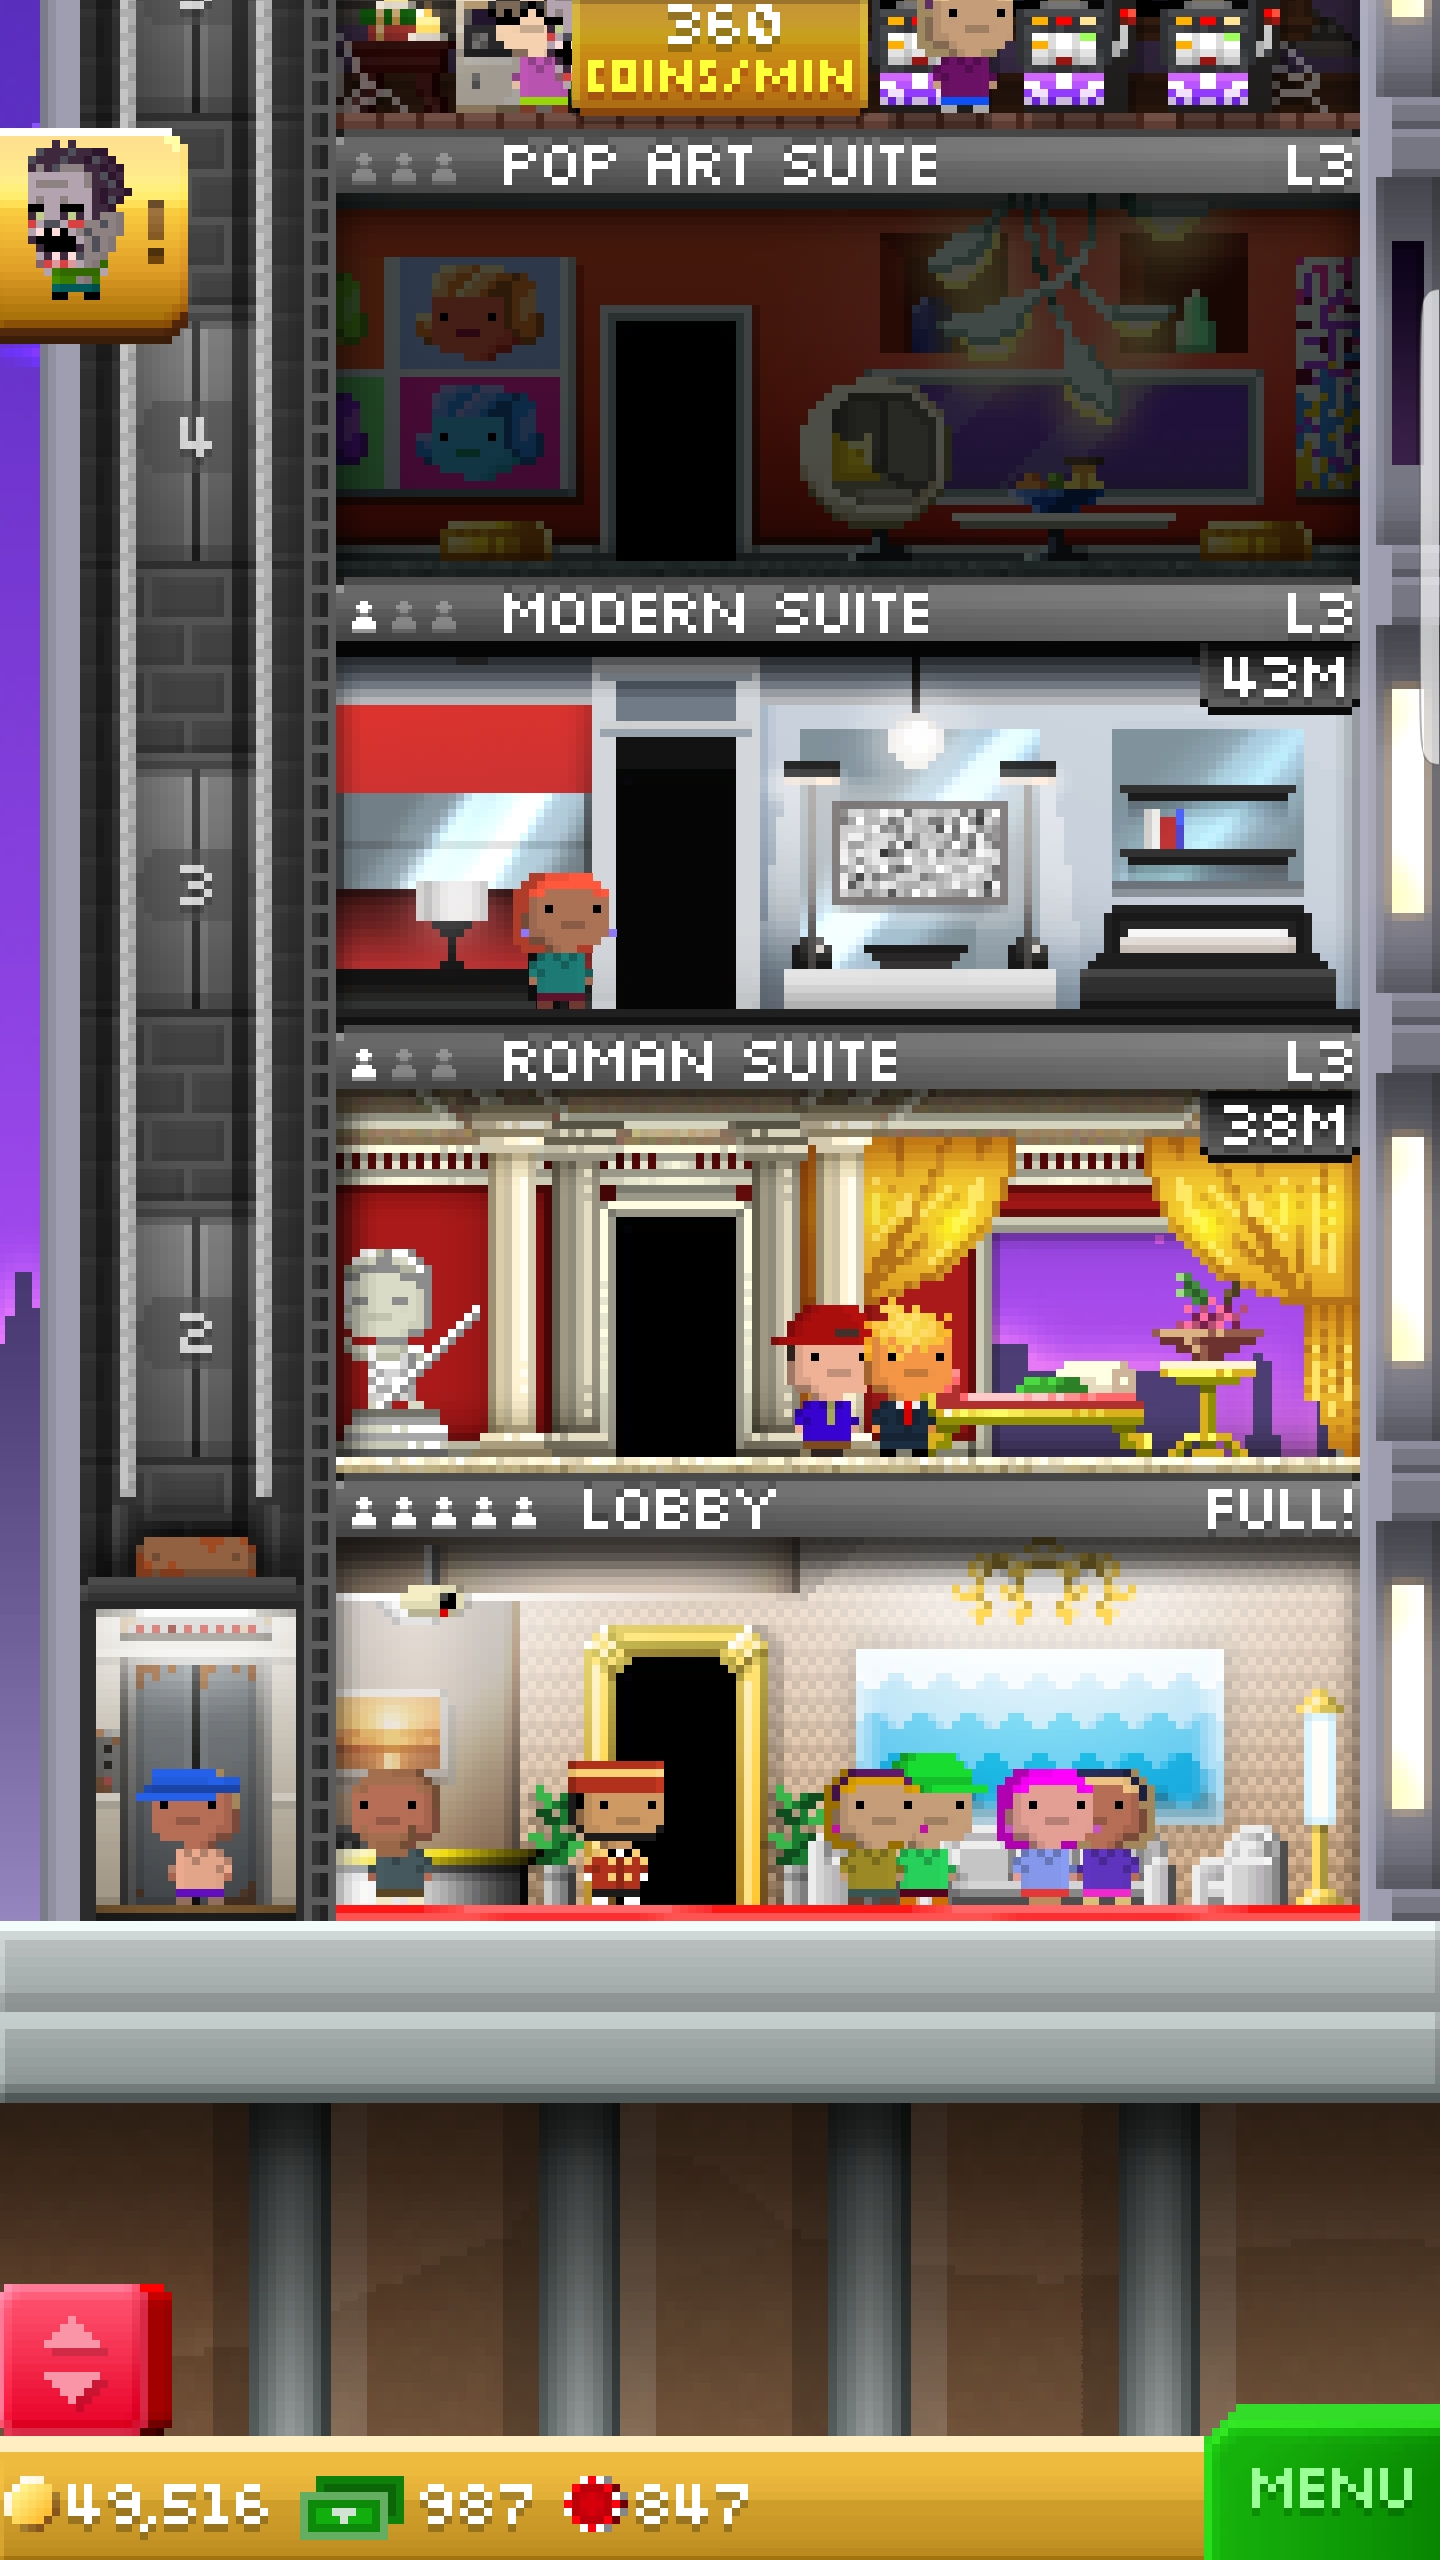 360
COINS/MIN
POP ART SUITE L3
!
4
MODERN SUITE L3
43M
3
ROMAN SUITE L3
38M
2
LOBBY FULL!
49,516 987 847
MENU